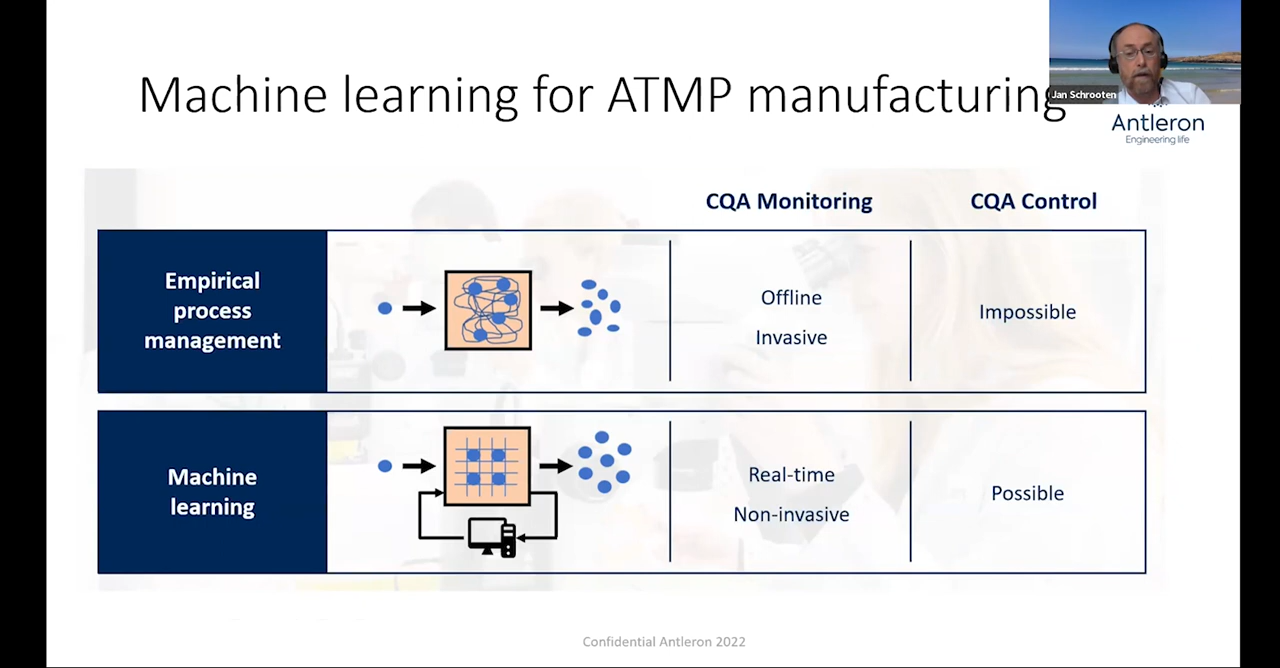 Machine learning for ATMP manufacturing
Jan Schrooten
Antleron
Engineering life
CQA Monitoring
CQA Control
Empirical
process
management
Offline
Invasive
Impossible
Machine
learning
Real-time
Non-invasive
Possible
Confidential Antleron 2022